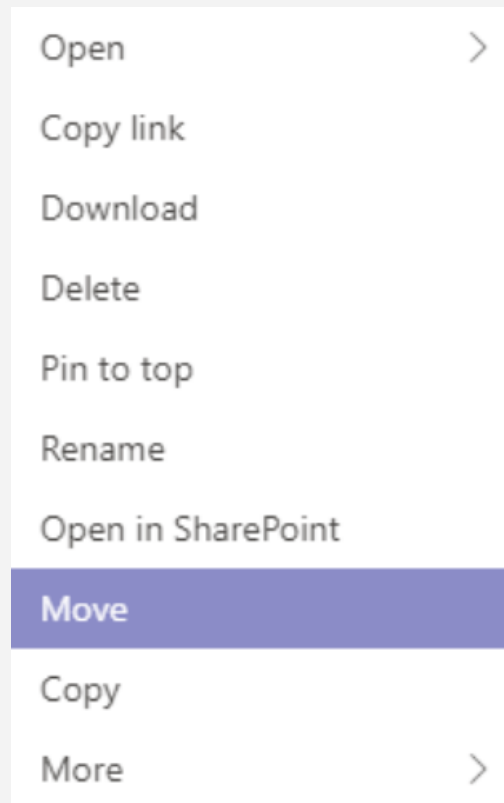 Open
Copy link
Download
Delete
Pin to top
Rename
Open in SharePoint
Move
Copy
More